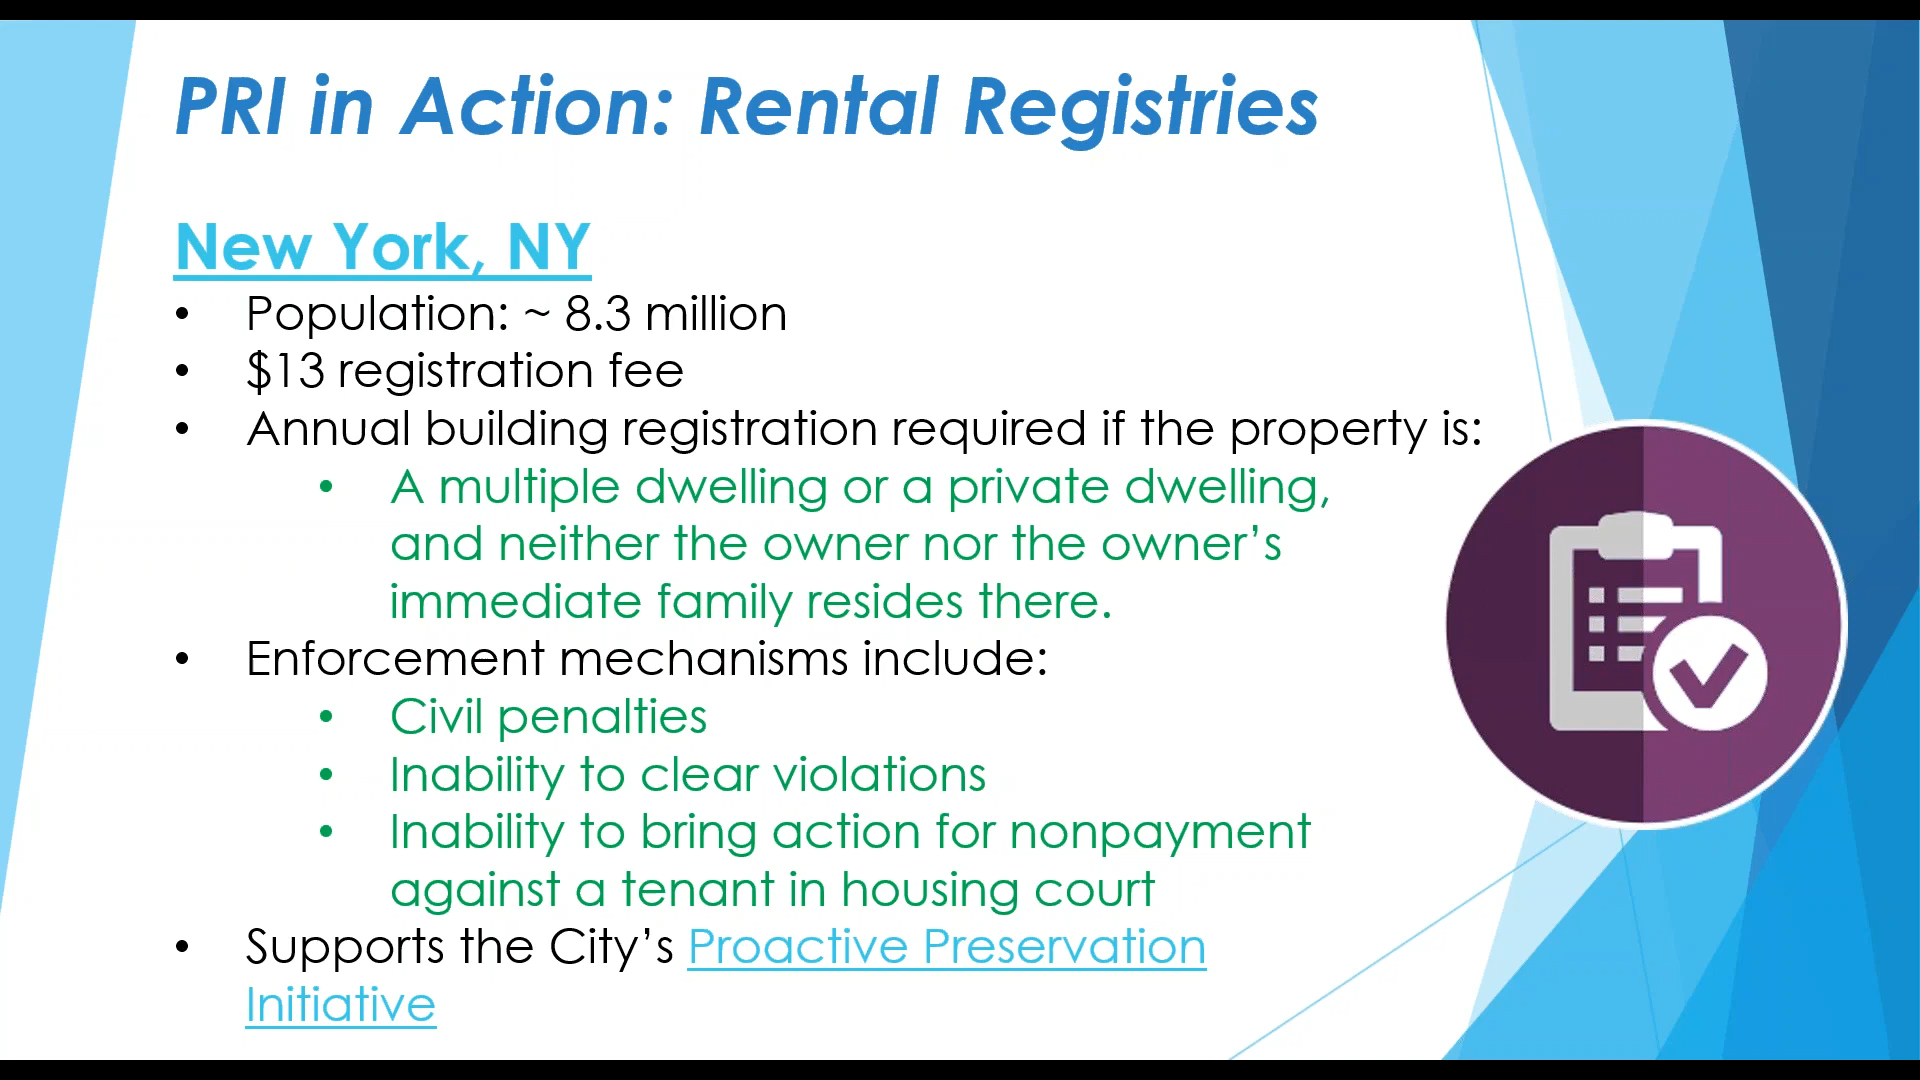 PRI in Action: Rental Registries
New York, NY
• Population: ~ 8.3 million
• $13 registration fee
• Annual building registration required if the property is:
• A multiple dwelling or a private dwelling,
and neither the owner nor the owner’s
immediate family resides there.
• Enforcement mechanisms include:
• Civil penalties
• Inability to clear violations
• Inability to bring action for nonpayment
against a tenant in housing court
• Supports the City’s Proactive Preservation
Initiative